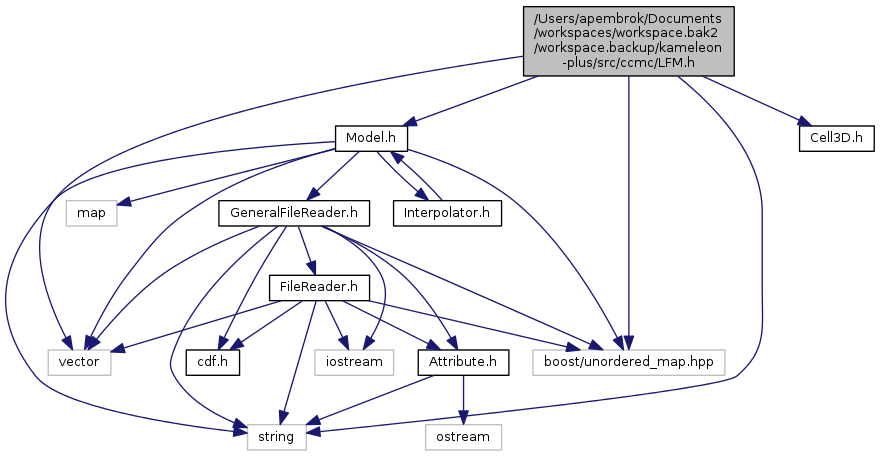 /Users/apembrok/Documents
/workspaces/workspace.bak2
/workspace.backup/kameleon
-plus/src/ccmc/LFM.h
Model.h
Cell3D.h
map
GeneralFileReader.h
Interpolator.h
FileReader.h
vector
cdf.h
iostream
Attribute.h
boost/unordered_map.hpp
string
ostream